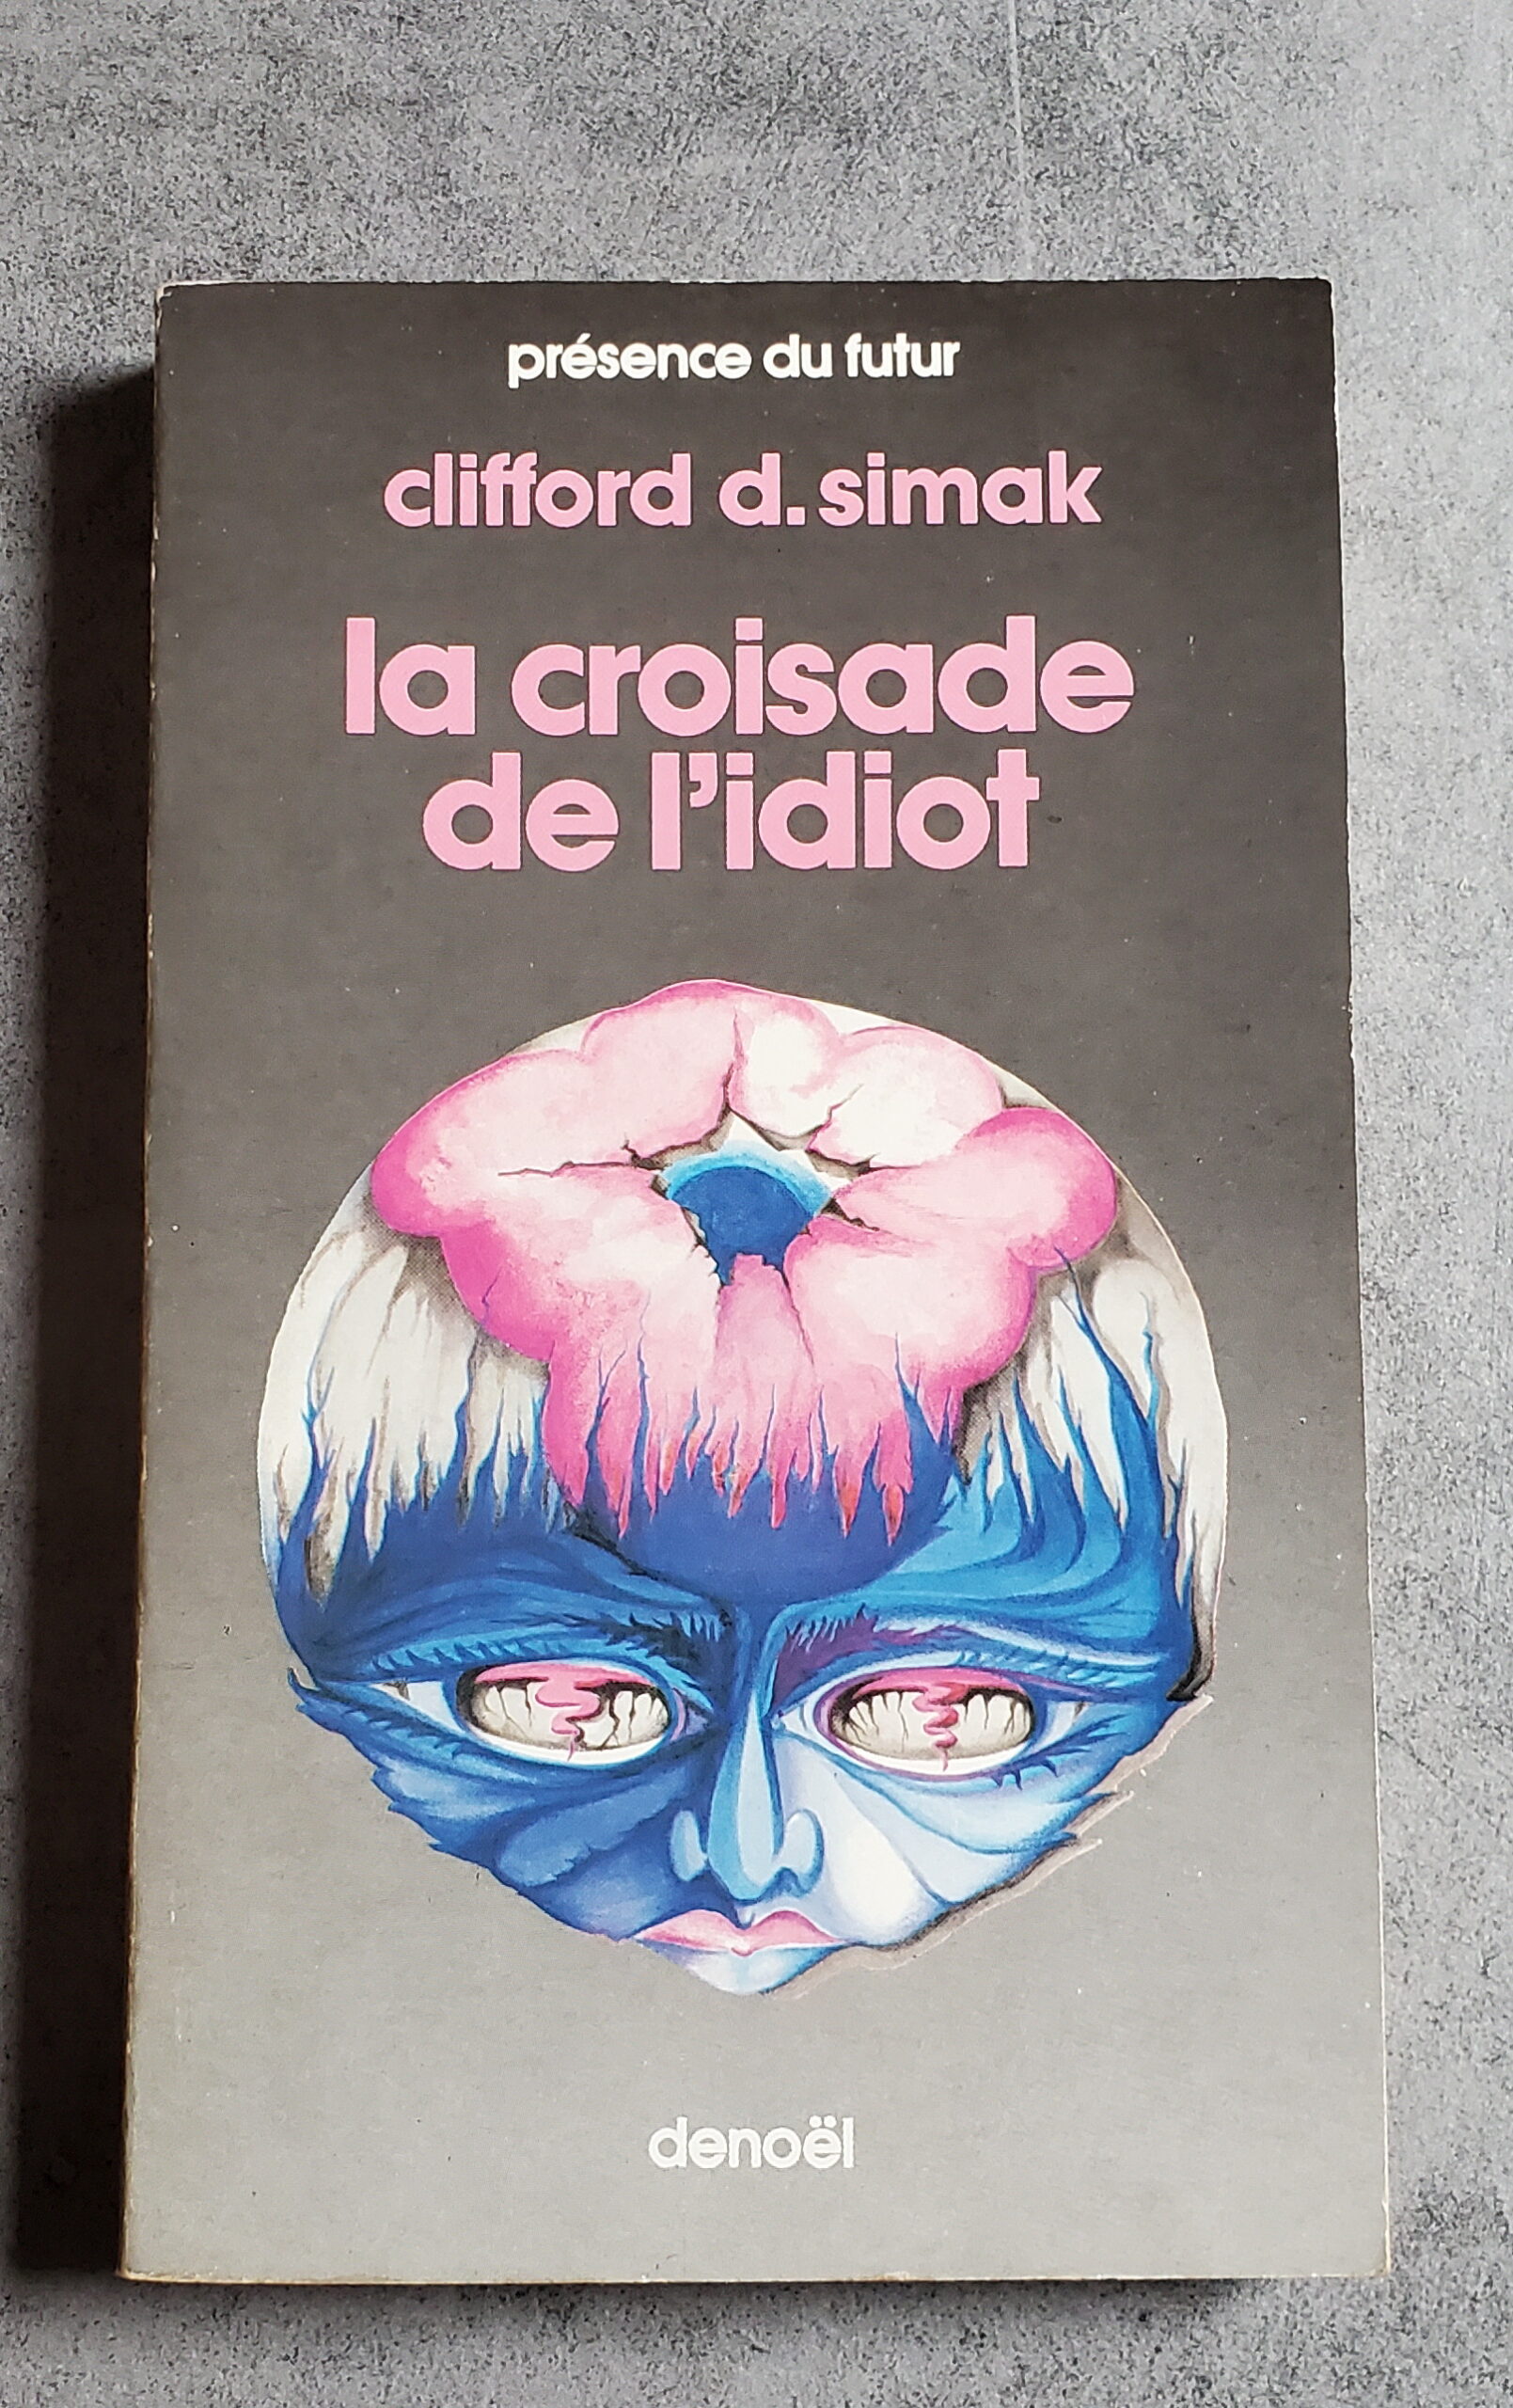 présence du futur
clifford d. simak
la croisade
de l'idiot
denoël